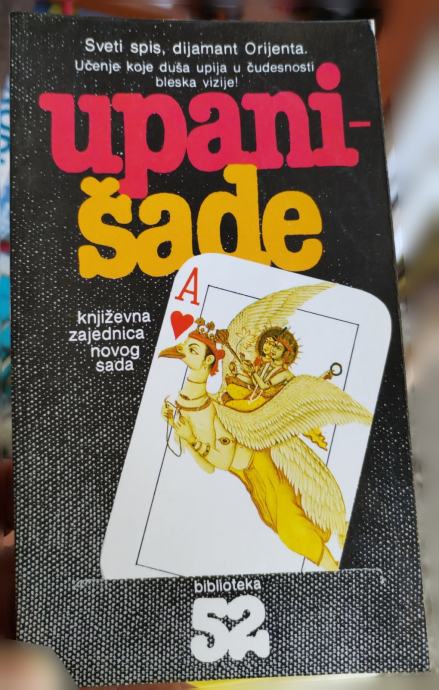 Sveti spis, dijamant Orijenta.
Učenje koje duša upija u čudesnosti
bleska vizije!
upani-
šade
A
književna
zajednica
novog
sada
biblioteka
52